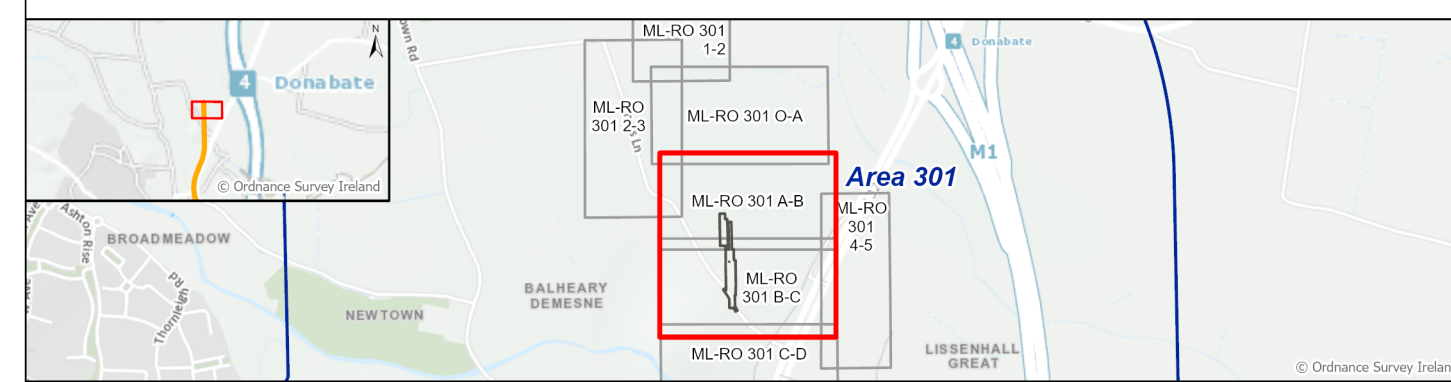 N
4
Donabate
© Ordnance Survey Ireland
ML-RO 301
1-2
4
Donabate
ML-RO
301 2-3
ML-RO 301 O-A
M1
Area 301
ML-RO 301 A-B
ML-RO
301
4-5
Ashton Rise
BROADMEADOW
Thornleigh
Rd
ML-RO
301 B-C
BALHEARY
DEMESNE
NEWTOWN
ML-RO 301 C-D
LISSENHALL
GREAT
© Ordnance Survey